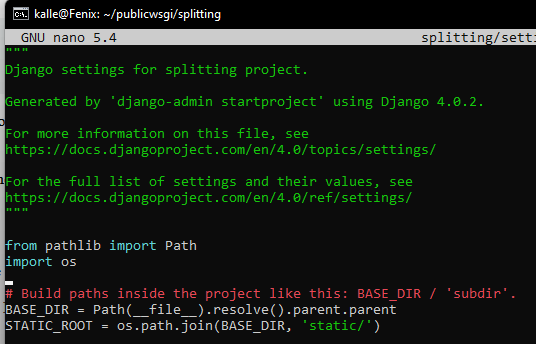 kalle@Fenix: ~/publicwsgi/splitting
GNU nano 5.4 splitting/sett
"""
Django settings for splitting project.
Generated by 'django-admin startproject' using Django 4.0.2.
For more information on this file, see
https://docs.djangoproject.com/en/4.0/topics/settings/
For the full list of settings and their values, see
https://docs.djangoproject.com/en/4.0/ref/settings/
"""
from pathlib import Path
import os
# Build paths inside the project like this: BASE_DIR / 'subdir'.
BASE_DIR = Path(__file__).resolve().parent.parent
STATIC_ROOT = os.path.join(BASE_DIR, 'static/')